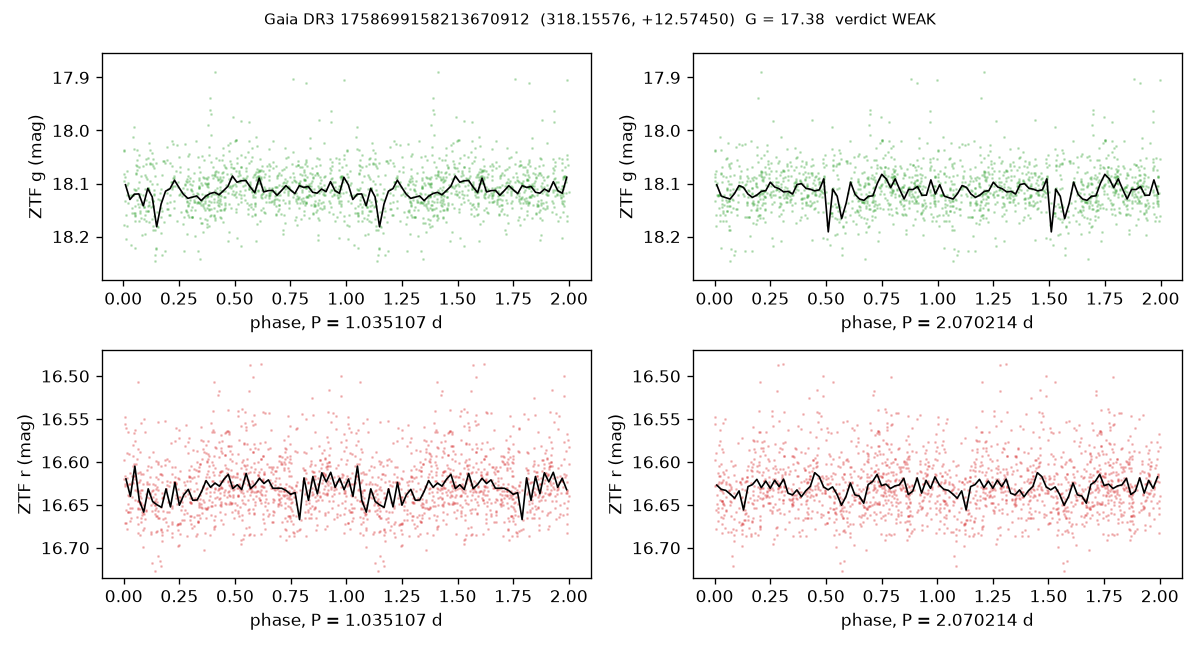 Gaia DR3 1758699158213670912  (318.15576, +12.57450)  G = 17.38  verdict WEAK
ZTF g (mag)
17.9
18.0
18.1
18.2
0.00 0.25 0.50 0.75 1.00 1.25 1.50 1.75 2.00
phase, P = 1.035107 d
ZTF g (mag)
17.9
18.0
18.1
18.2
0.00 0.25 0.50 0.75 1.00 1.25 1.50 1.75 2.00
phase, P = 2.070214 d
ZTF r (mag)
16.50
16.55
16.60
16.65
16.70
0.00 0.25 0.50 0.75 1.00 1.25 1.50 1.75 2.00
phase, P = 1.035107 d
ZTF r (mag)
16.50
16.55
16.60
16.65
16.70
0.00 0.25 0.50 0.75 1.00 1.25 1.50 1.75 2.00
phase, P = 2.070214 d